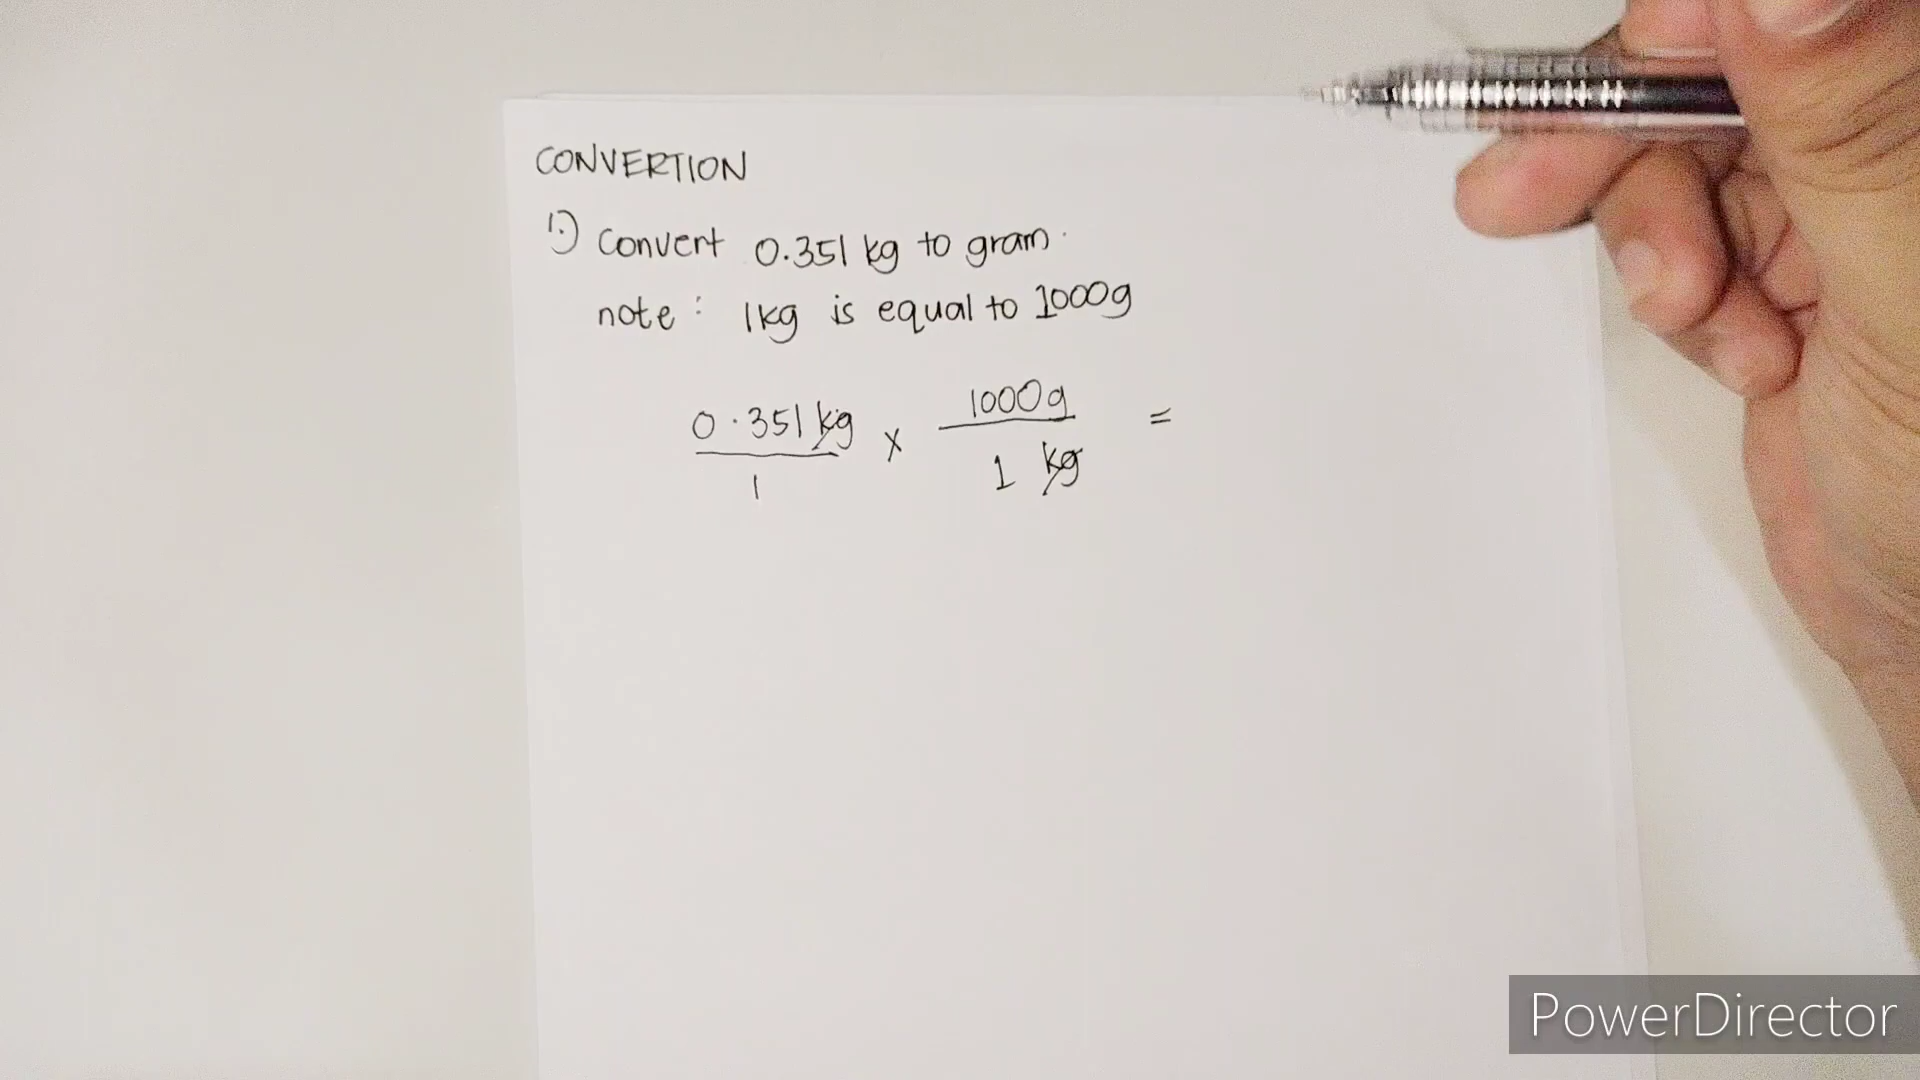 CONVERTION
1.) Convert 0.351 kg to gram.
note : 1kg is equal to 1000g
0.351 kg x 1000g =
1 1 kg
PowerDirector